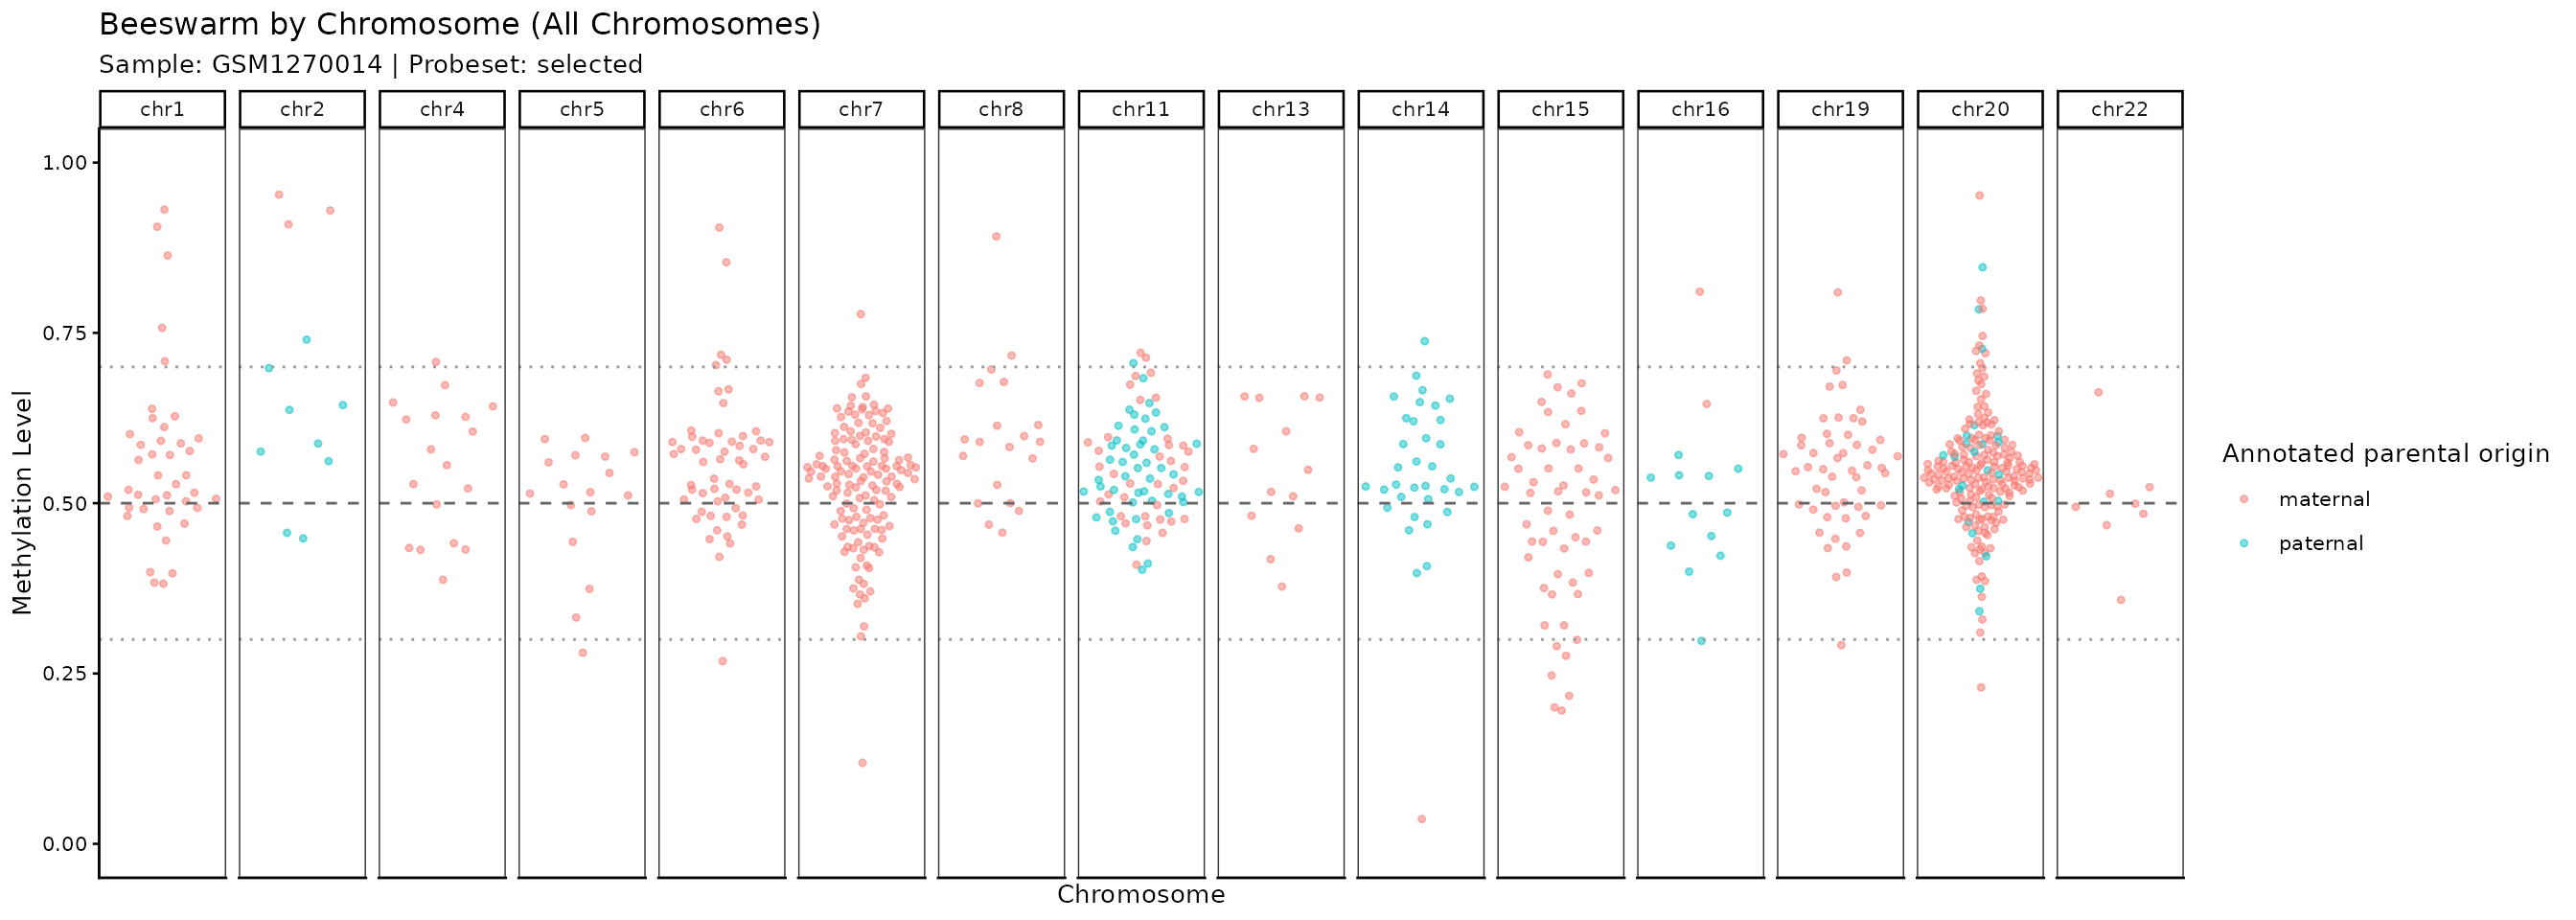 Beeswarm by Chromosome (All Chromosomes)
Sample: GSM1270014 | Probeset: selected
chr1 chr2 chr4 chr5 chr6 chr7 chr8 chr11 chr13 chr14 chr15 chr16 chr19 chr20 chr22
1.00
0.75
0.50
0.25
0.00
Methylation Level
Chromosome
Annotated parental origin
maternal
paternal